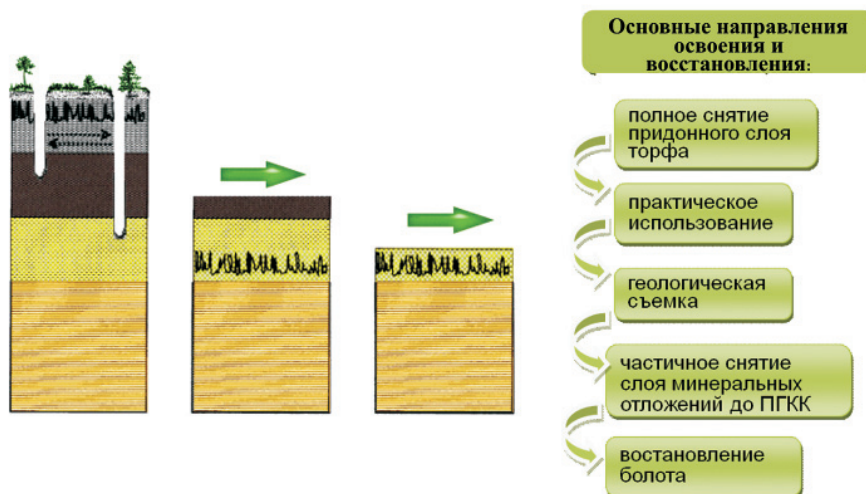 Основные направления
освоения и
восстановления:
полное снятие
придонного слоя
торфа
практическое
использование
геологическая
съемка
частичное снятие
слоя минеральных
отложений до ПГКК
востановление
болота